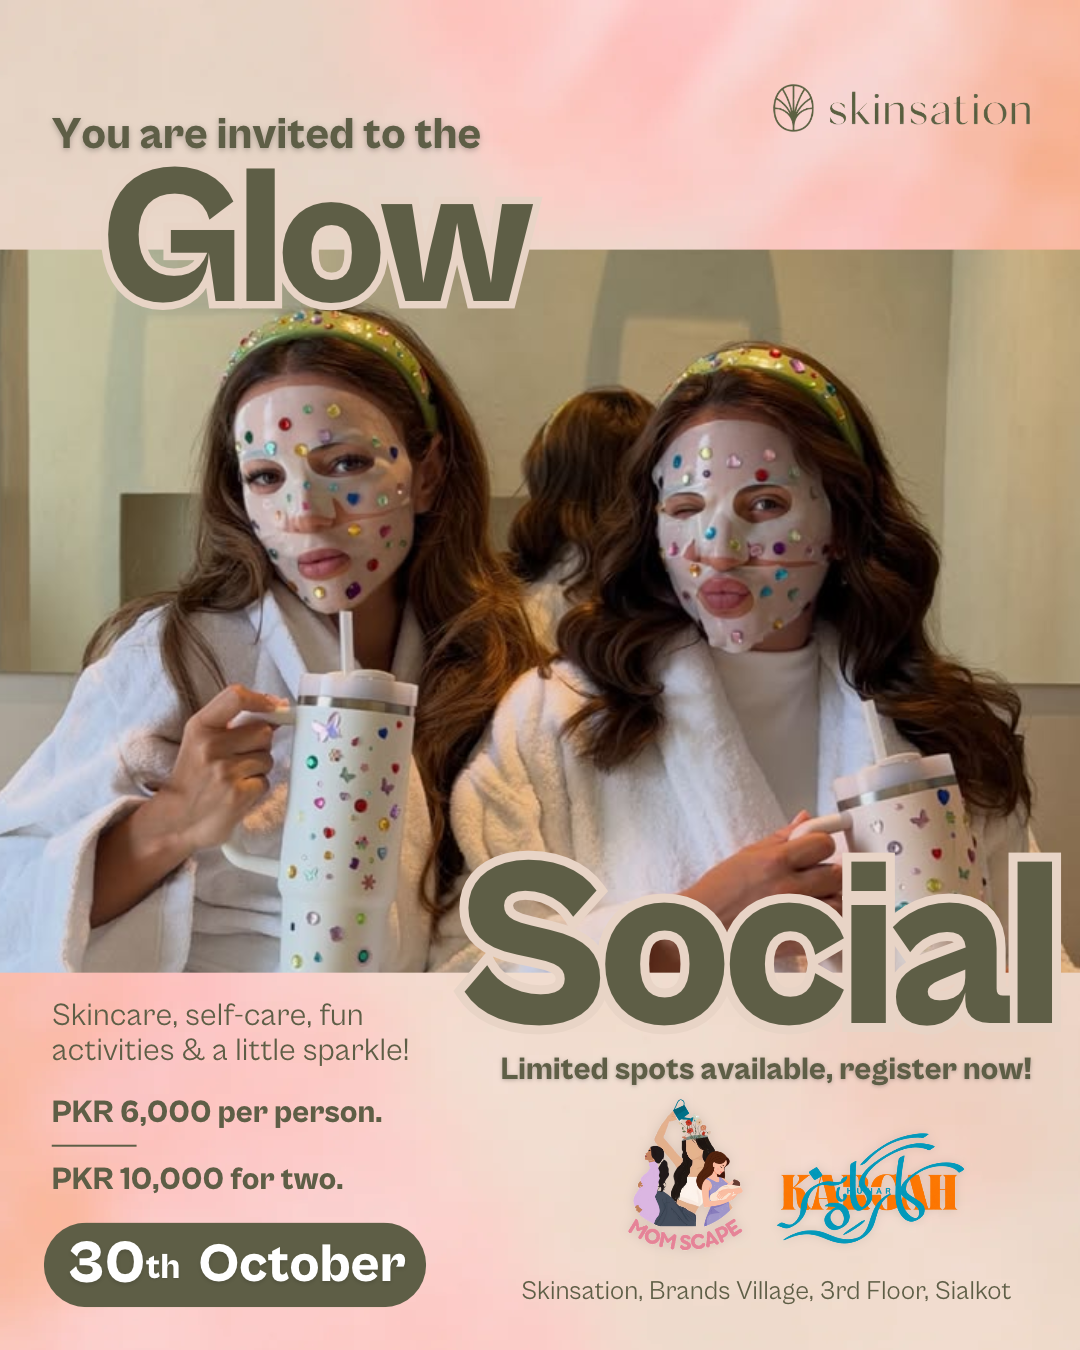 skinsation
You are invited to the
Glow
Social
Skincare, self-care, fun
activities & a little sparkle!
PKR 6,000 per person.
PKR 10,000 for two.
30th October
Limited spots available, register now!
MOM SCAPE
HUNAR
Skinsation, Brands Village, 3rd Floor, Sialkot